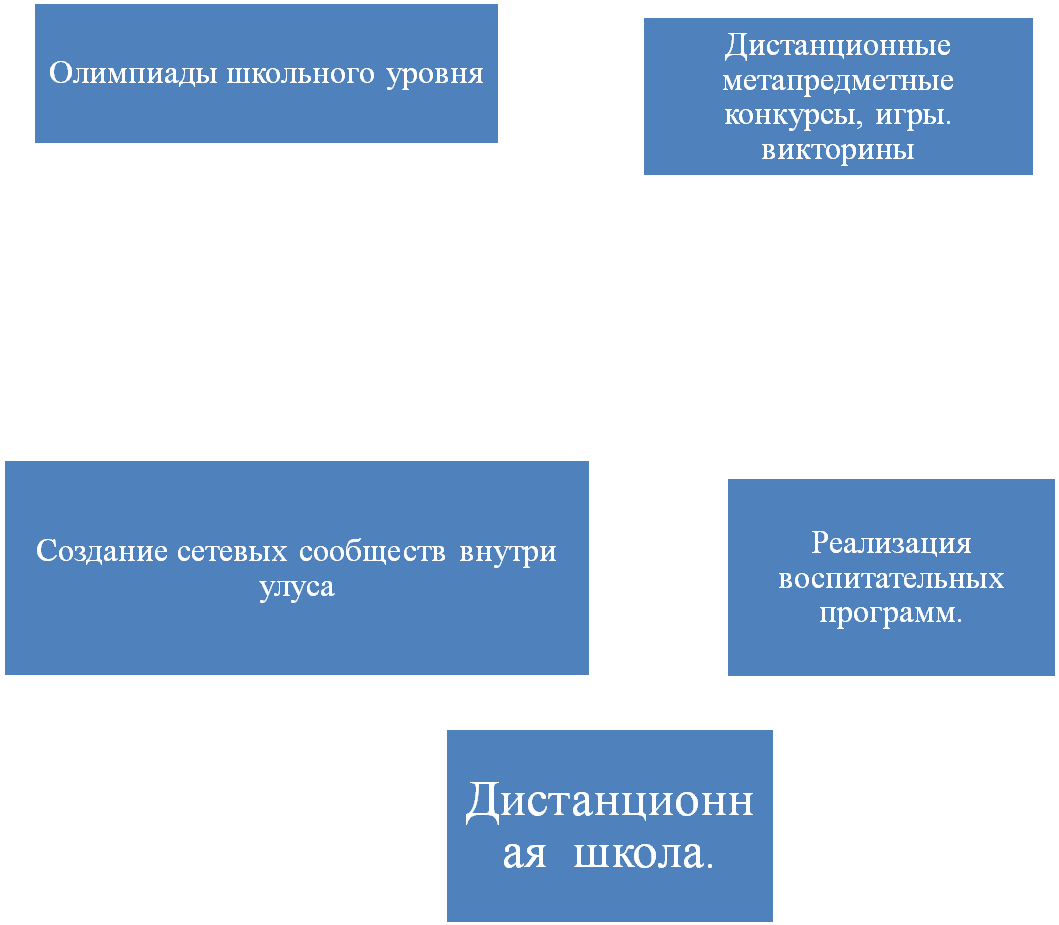 Олимпиады школьного уровня
Дистанционные
метапредметные
конкурсы, игры.
викторины
Создание сетевых сообществ внутри
улуса
Реализация
воспитательных
программ.
Дистанционн
ая школа.